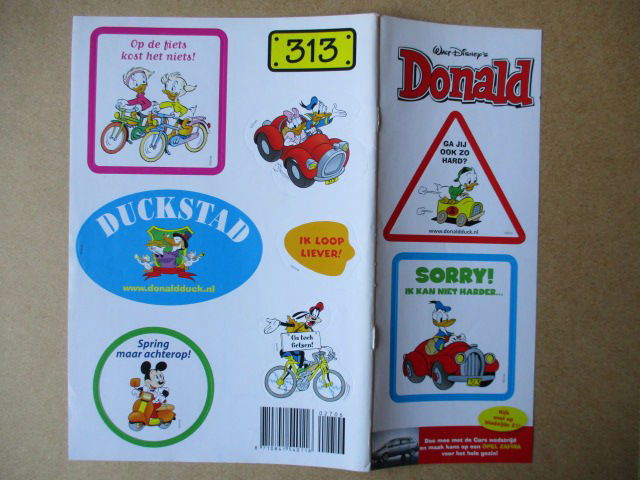 Op de fiets
kost het niets!
313
DUCKSTAD
www.donaldduck.nl
IK LOOP
LIEVER!
Spring
maar achterop!
Ga toch
fietsen!
02706
WALT DISNEY'S
Donald
GA JIJ
OOK ZO
HARD?
www.donaldduck.nl
SORRY!
IK KAN NIET HARDER...
313
Kijk
snel op
bladzijde 21!
Doe mee met de Cars wedstrijd
en maak kans op een OPEL ZAFIRA
voor het hele gezin!